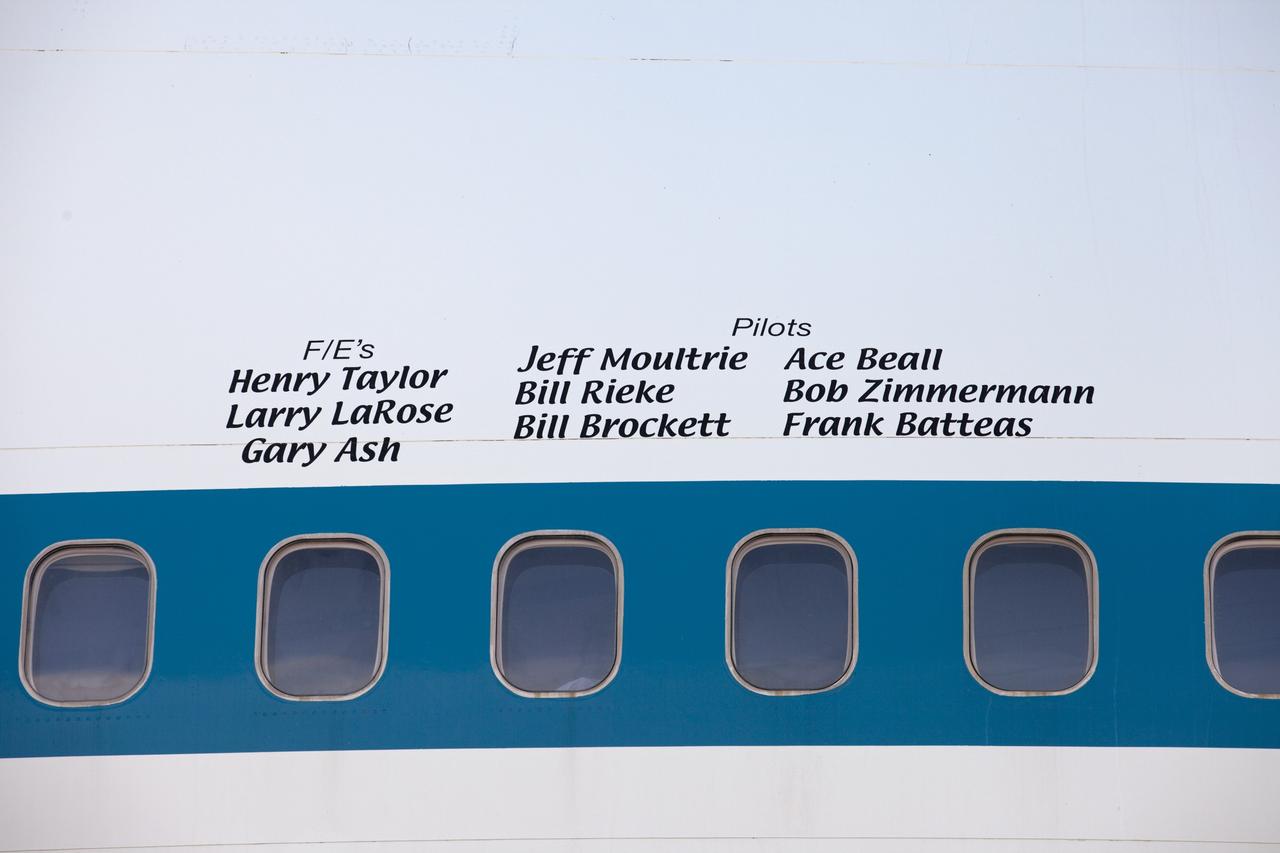 F/E's
Henry Taylor
Larry LaRose
Gary Ash
Pilots
Jeff Moultrie Ace Beall
Bill Rieke Bob Zimmermann
Bill Brockett Frank Batteas